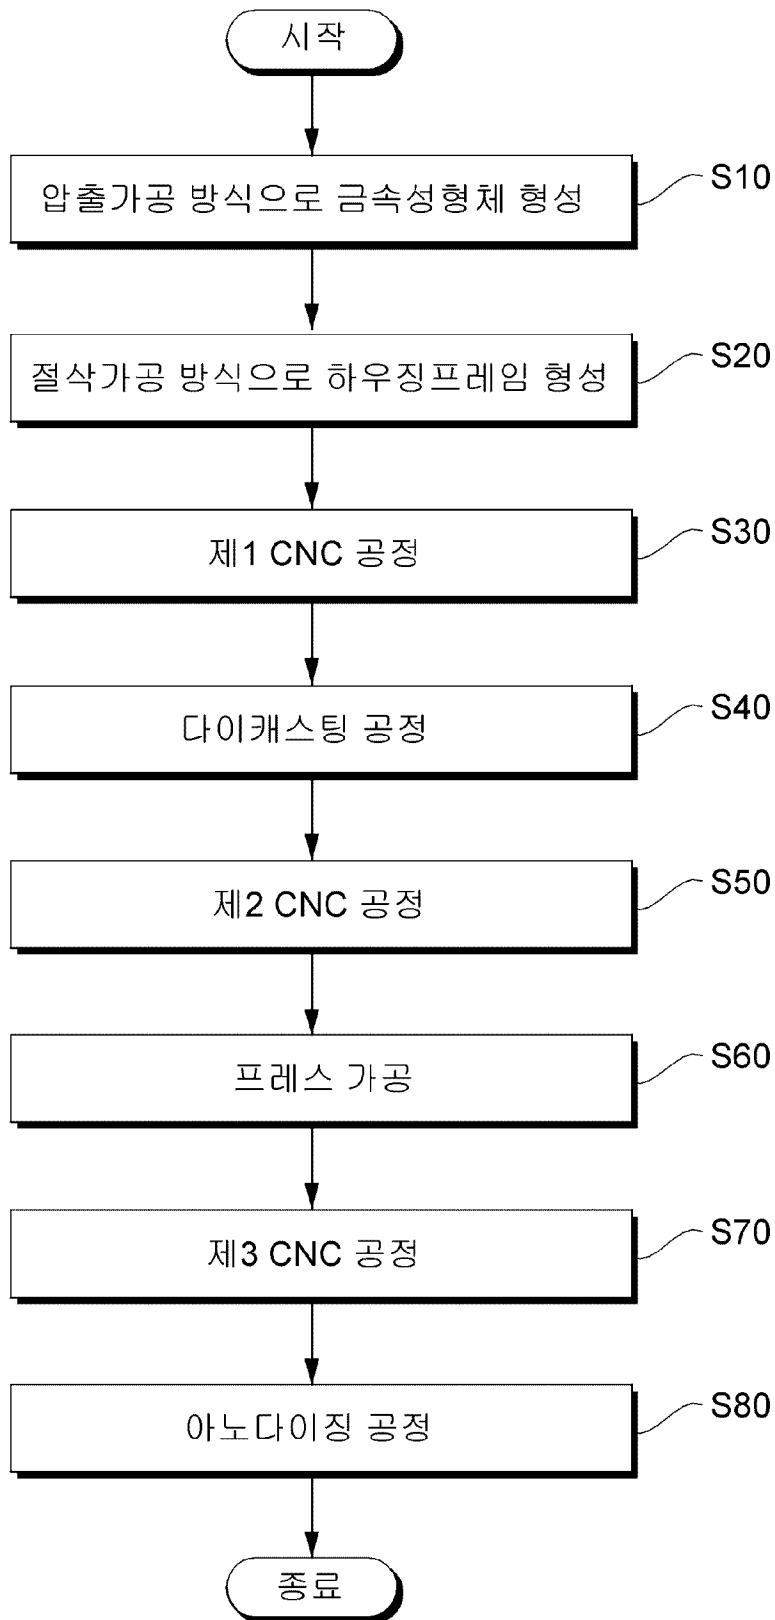 시작
압출가공 방식으로 금속성형체 형성
S10
절삭가공 방식으로 하우징프레임 형성
S20
제1 CNC 공정
S30
다이캐스팅 공정
S40
제2 CNC 공정
S50
프레스 가공
S60
제3 CNC 공정
S70
아노다이징 공정
S80
종료